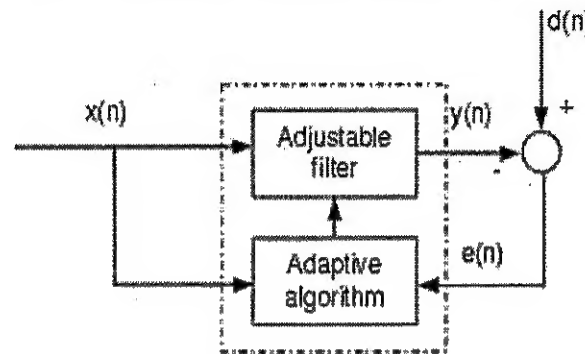 d(n)
x(n)
y(n)
+
Adjustable
filter
-
Adaptive
algorithm
e(n)